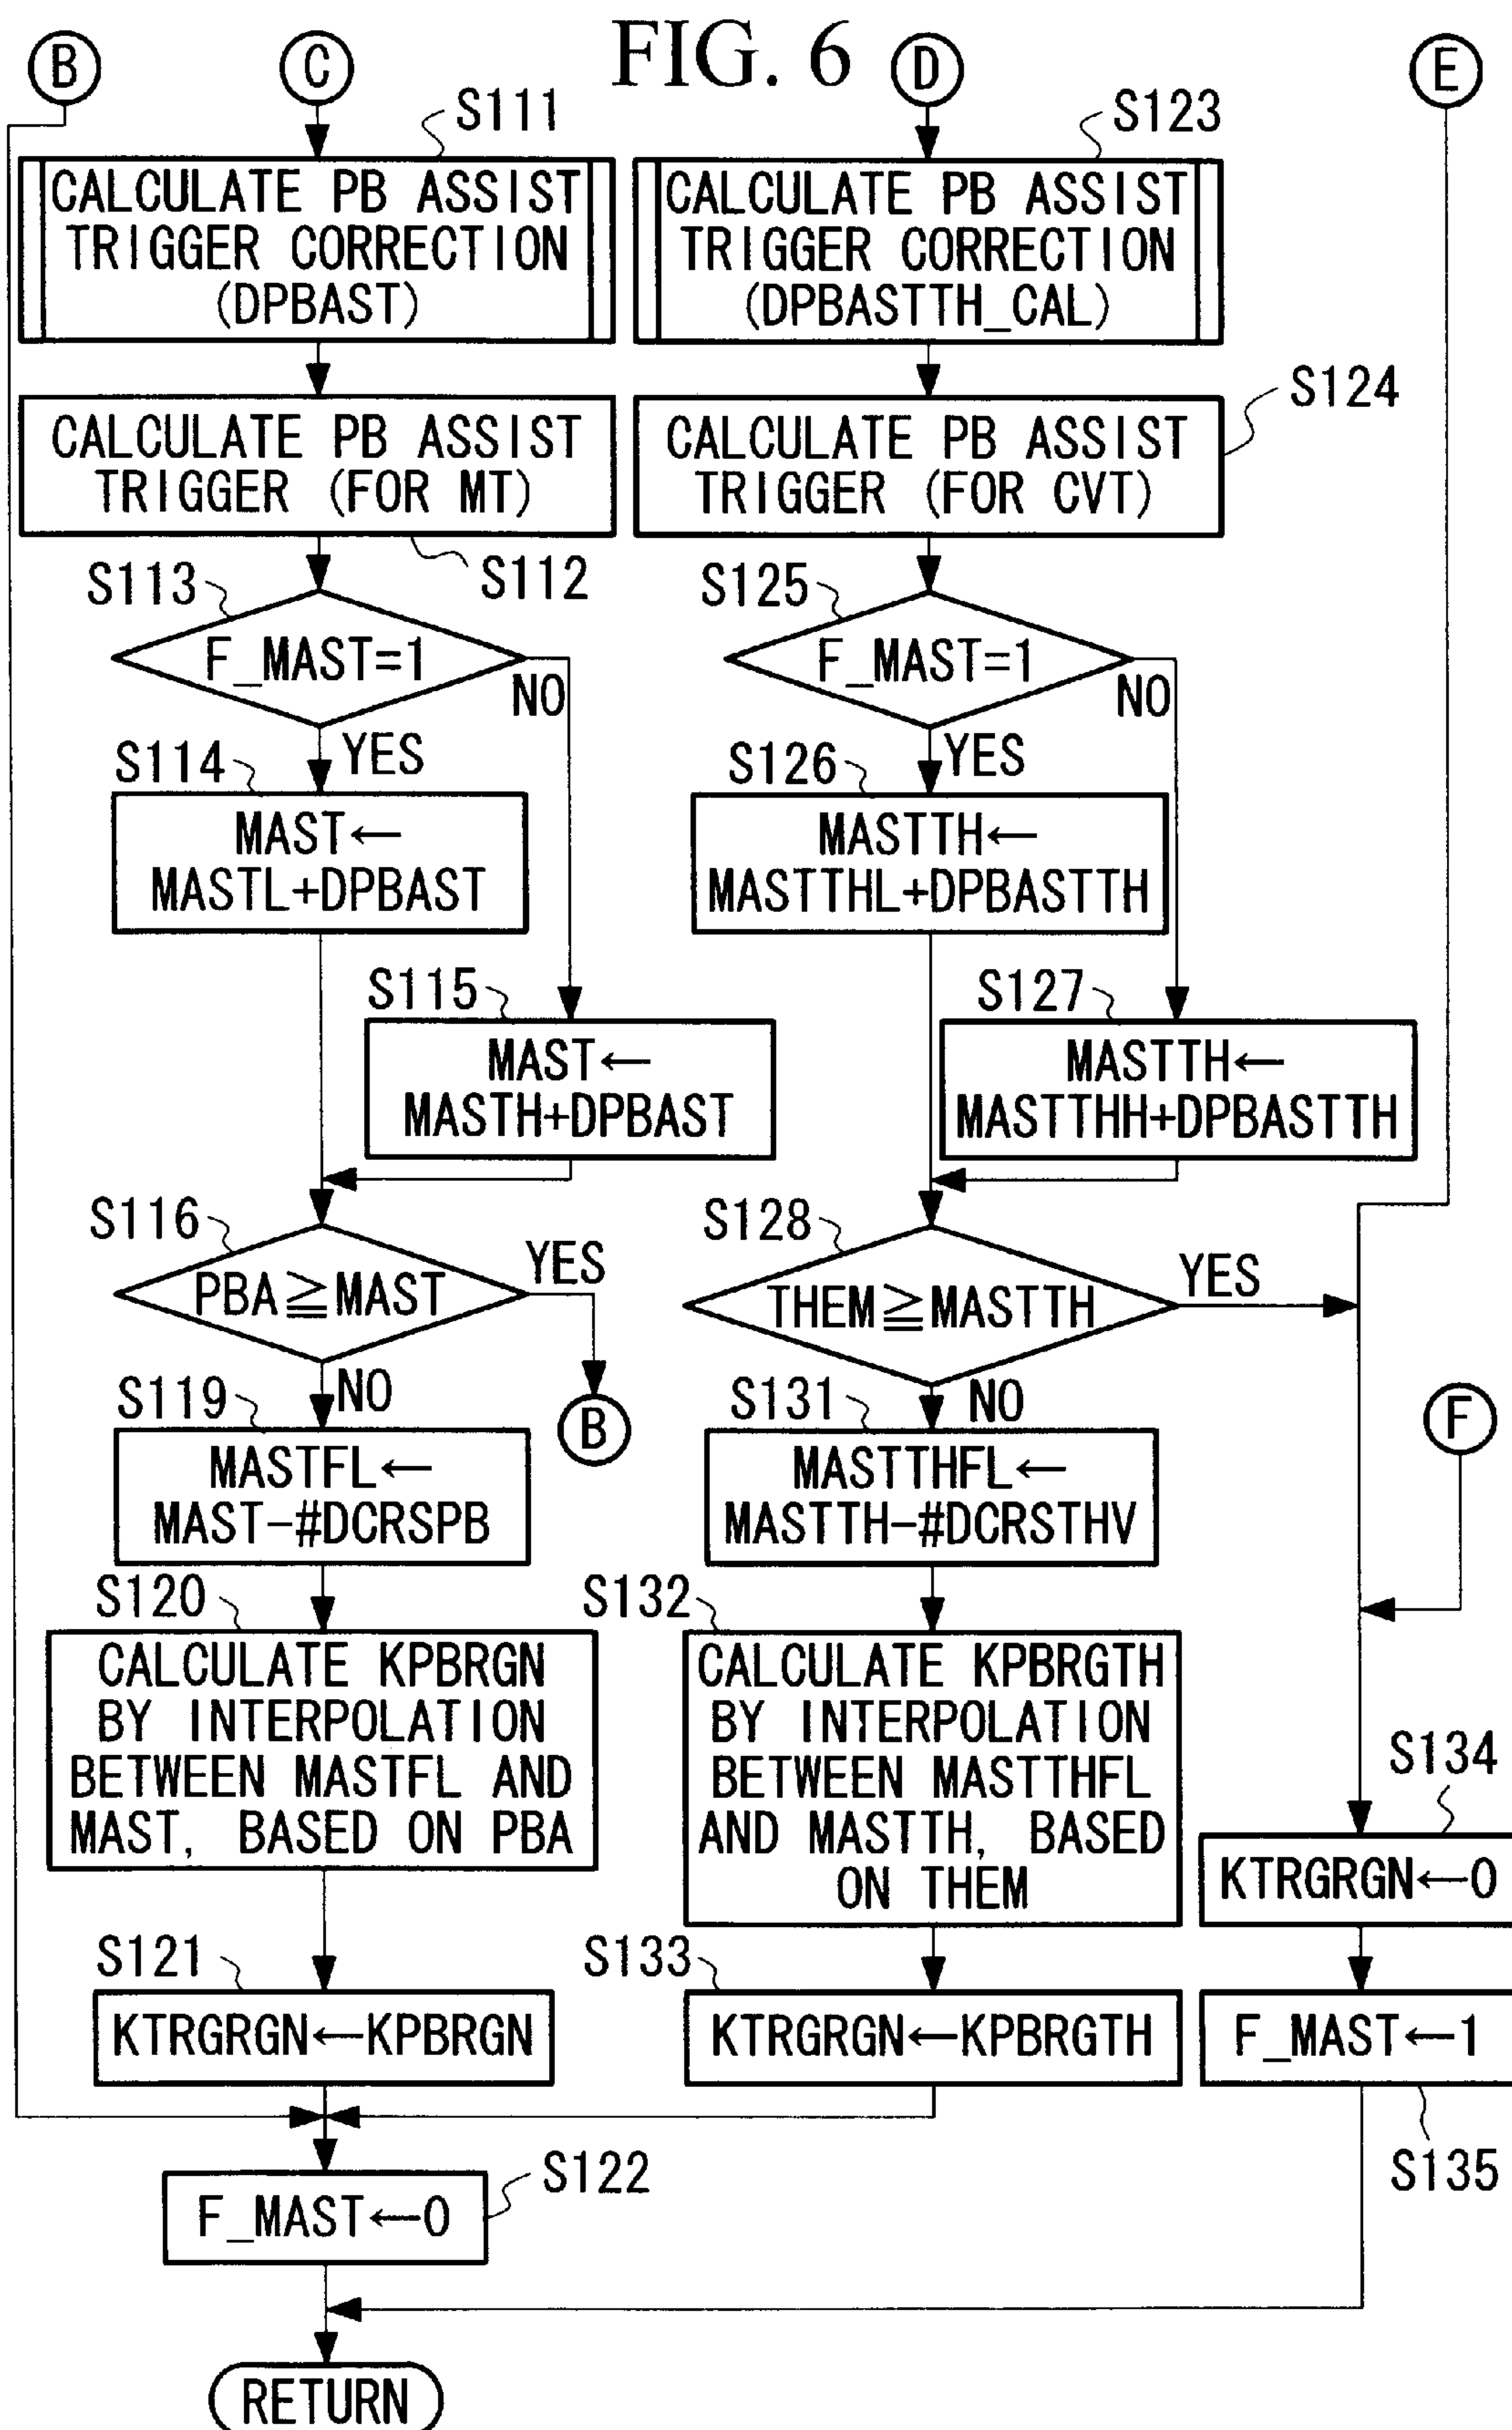 FIG. 6
B
C
D
E
S111
CALCULATE PB ASSIST
TRIGGER CORRECTION
(DPBAST)
S123
CALCULATE PB ASSIST
TRIGGER CORRECTION
(DPBASTTH_CAL)
CALCULATE PB ASSIST
TRIGGER (FOR MT)
S112
S124
CALCULATE PB ASSIST
TRIGGER (FOR CVT)
S113
F_MAST=1
NO
YES
S125
F_MAST=1
NO
YES
S114
MAST←
MASTL+DPBAST
S126
MASTTH←
MASTTHL+DPBASTTH
S115
MAST←
MASTH+DPBAST
S127
MASTTH←
MASTTHH+DPBASTTH
S116
PBA≧MAST
YES
B
NO
S128
THEM≧MASTTH
YES
NO
F
S119
MASTFL←
MAST-#DCRSPB
S131
MASTTHFL←
MASTTH-#DCRSTHV
S120
CALCULATE KPBRGN
BY INTERPOLATION
BETWEEN MASTFL AND
MAST, BASED ON PBA
S132
CALCULATE KPBRGTH
BY INTERPOLATION
BETWEEN MASTTHFL
AND MASTTH, BASED
ON THEM
S134
KTRGRGN←0
S121
KTRGRGN←KPBRGN
S133
KTRGRGN←KPBRGTH
F_MAST←1
S135
S122
F_MAST←0
RETURN